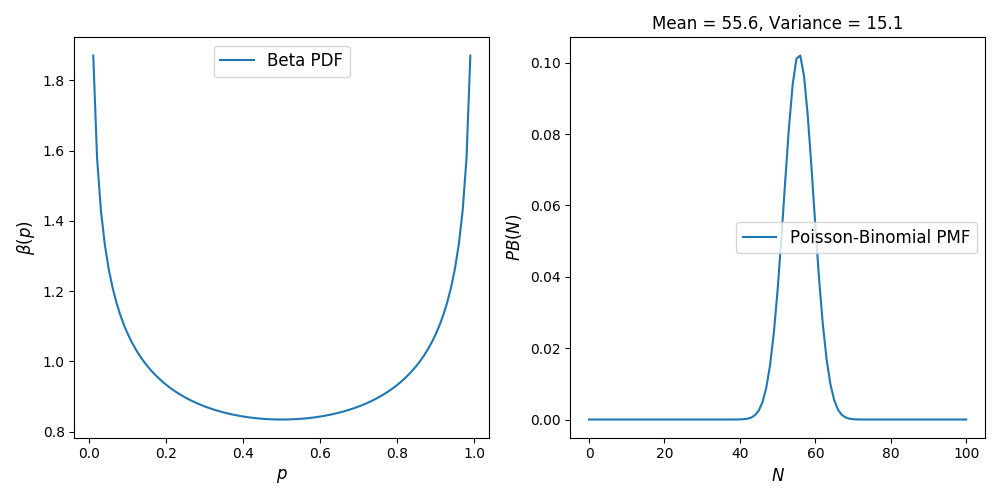 Beta PDF
1.8
1.6
1.4
1.2
1.0
0.8
β(p)
0.0 0.2 0.4 0.6 0.8 1.0
p
Mean = 55.6, Variance = 15.1
Poisson-Binomial PMF
0.10
0.08
0.06
0.04
0.02
0.00
PB(N)
0 20 40 60 80 100
N